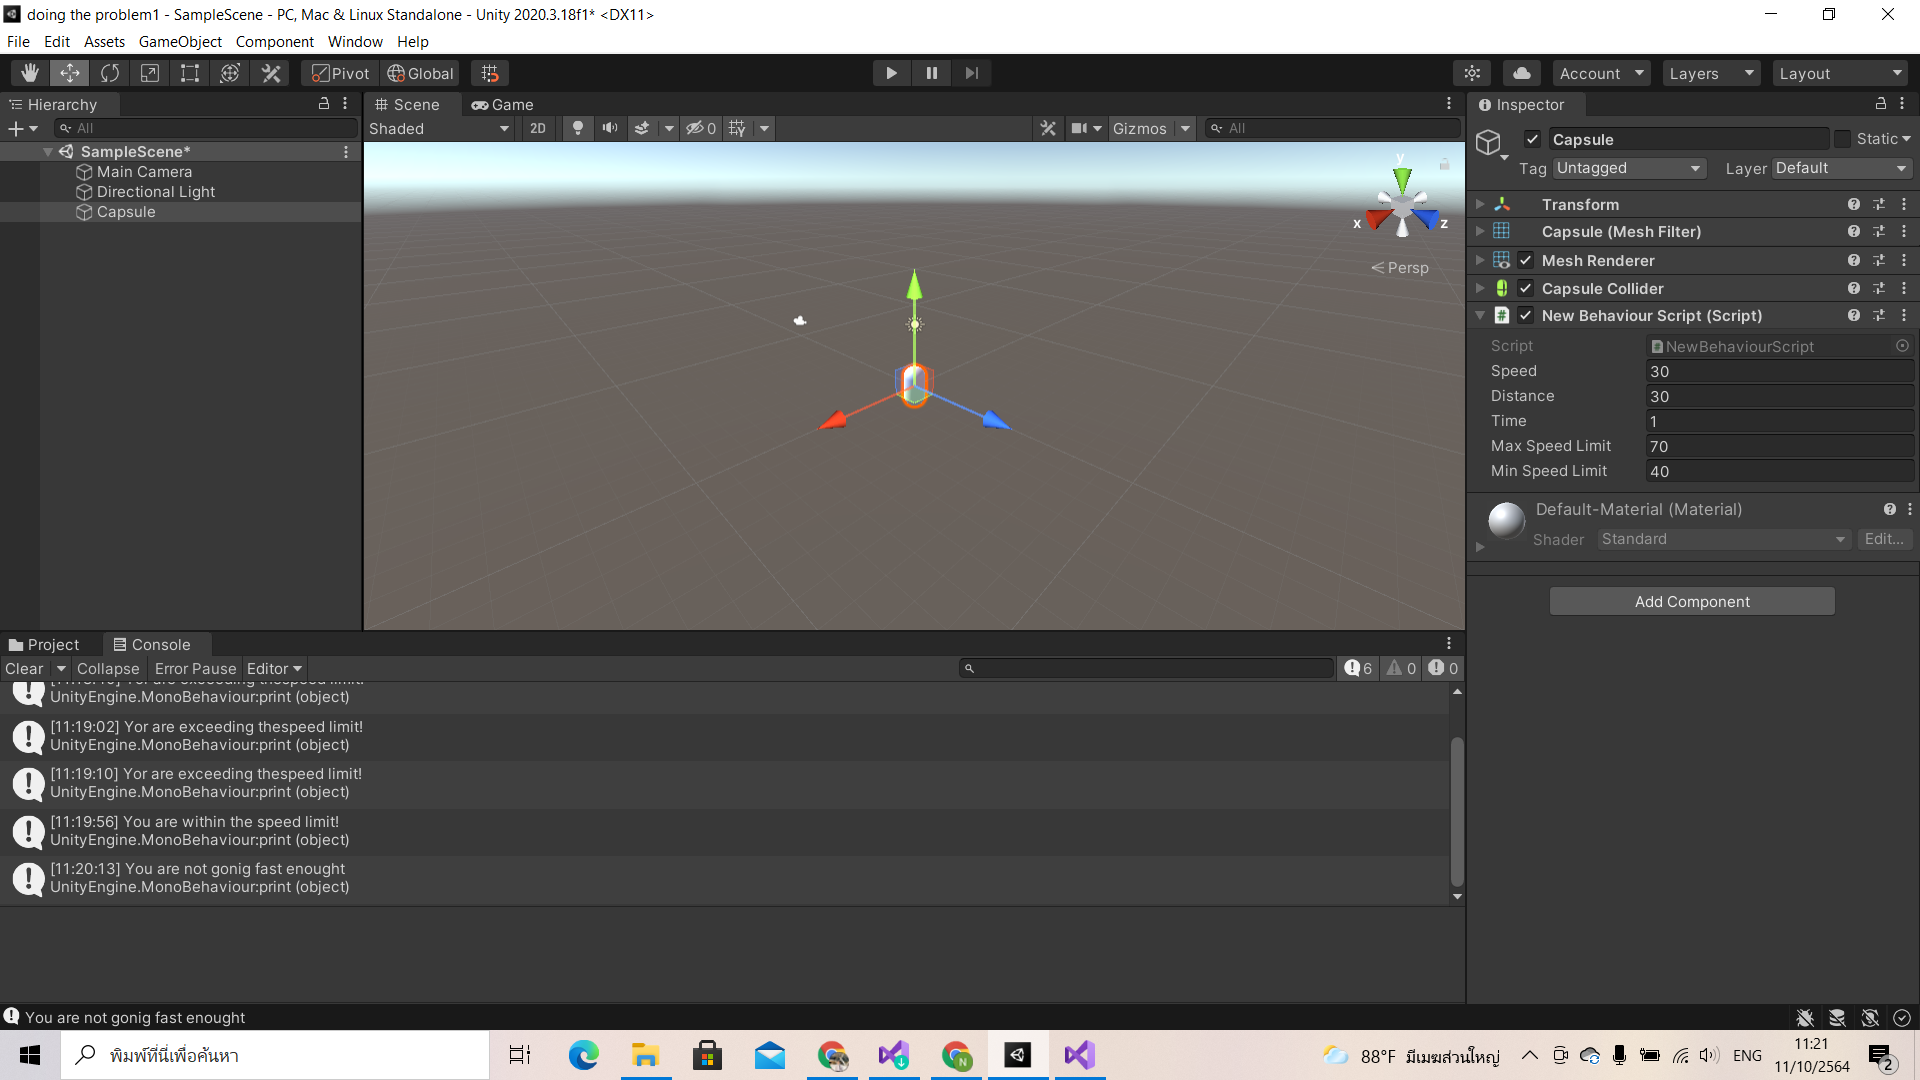 doing the problem1 - SampleScene - PC, Mac & Linux Standalone - Unity 2020.3.18f1* <DX11>
File Edit Assets GameObject Component Window Help
Pivot Global Account Layers Layout
Hierarchy
All
SampleScene*
Main Camera
Directional Light
Capsule
Scene Game
Shaded 2D 0 Gizmos All
y
x z
Persp
Inspector
Capsule Static
Tag Untagged Layer Default
Transform
Capsule (Mesh Filter)
Mesh Renderer
Capsule Collider
New Behaviour Script (Script)
Script NewBehaviourScript
Speed 30
Distance 30
Time 1
Max Speed Limit 70
Min Speed Limit 40
Default-Material (Material)
Shader Standard Edit...
Add Component
Project Console
Clear Collapse Error Pause Editor 6 0 0
UnityEngine.MonoBehaviour:print (object)
[11:19:02] Yor are exceeding thespeed limit!
UnityEngine.MonoBehaviour:print (object)
[11:19:10] Yor are exceeding thespeed limit!
UnityEngine.MonoBehaviour:print (object)
[11:19:56] You are within the speed limit!
UnityEngine.MonoBehaviour:print (object)
[11:20:13] You are not gonig fast enought
UnityEngine.MonoBehaviour:print (object)
You are not gonig fast enought
พิมพ์ที่นี่เพื่อค้นหา
N
88°F มีเมฆส่วนใหญ่
ENG
11:21
11/10/2564
2